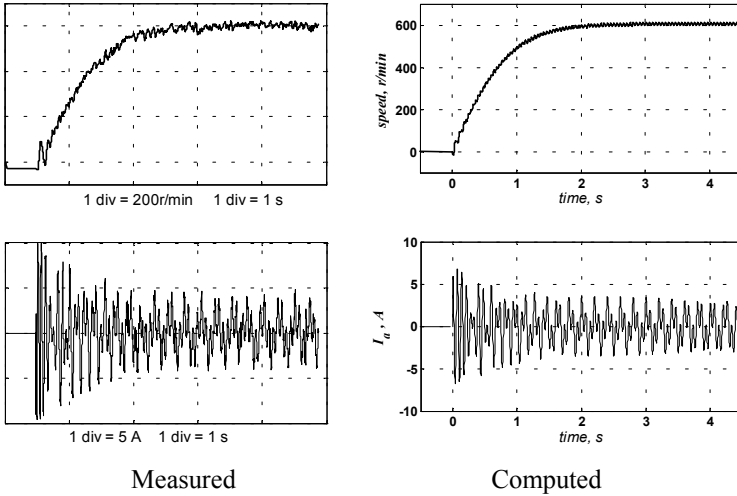 600
400
200
0
speed, r/min
0 1 2 3 4
time, s
1 div = 200r/min 1 div = 1 s
10
5
0
-5
-10
I_a , A
0 1 2 3 4
time, s
1 div = 5 A 1 div = 1 s
Measured Computed